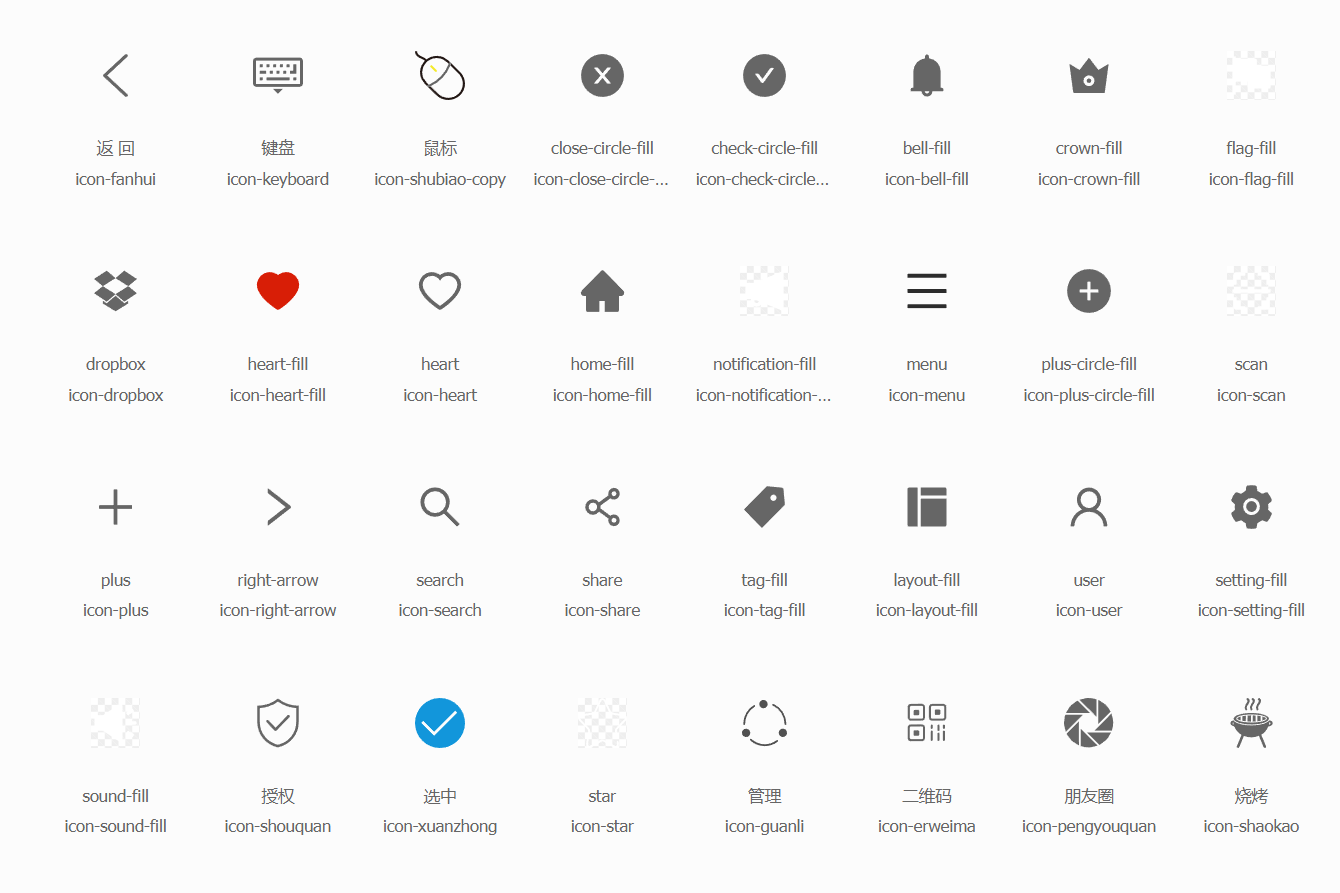 返 回 键盘 鼠标 close-circle-fill check-circle-fill bell-fill crown-fill flag-fill
icon-fanhui icon-keyboard icon-shubiao-copy icon-close-circle-... icon-check-circle... icon-bell-fill icon-crown-fill icon-flag-fill
dropbox heart-fill heart home-fill notification-fill menu plus-circle-fill scan
icon-dropbox icon-heart-fill icon-heart icon-home-fill icon-notification-... icon-menu icon-plus-circle-fill icon-scan
plus right-arrow search share tag-fill layout-fill user setting-fill
icon-plus icon-right-arrow icon-search icon-share icon-tag-fill icon-layout-fill icon-user icon-setting-fill
sound-fill 授权 选中 star 管理 二维码 朋友圈 烧烤
icon-sound-fill icon-shouquan icon-xuanzhong icon-star icon-guanli icon-erweima icon-pengyouquan icon-shaokao